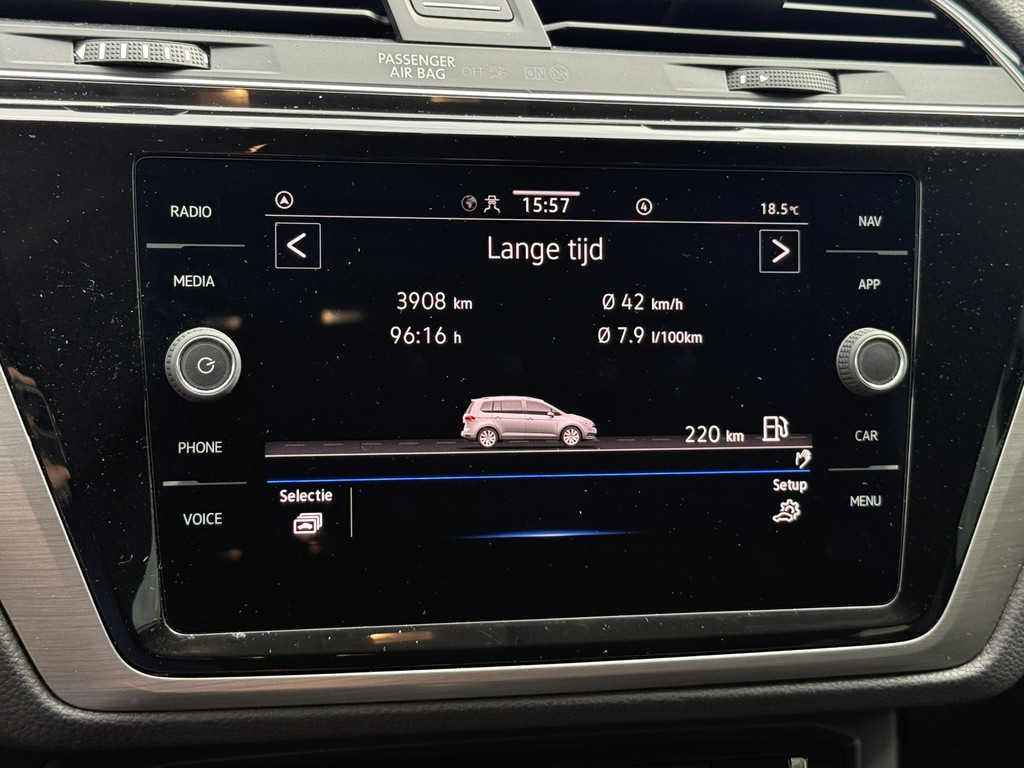 PASSENGER
AIR BAG OFF ON
RADIO
MEDIA
PHONE
VOICE
15:57 4 18.5°C
< Lange tijd >
3908 km Ø 42 km/h
96:16 h Ø 7.9 l/100km
220 km
Selectie
Setup
NAV
APP
CAR
MENU